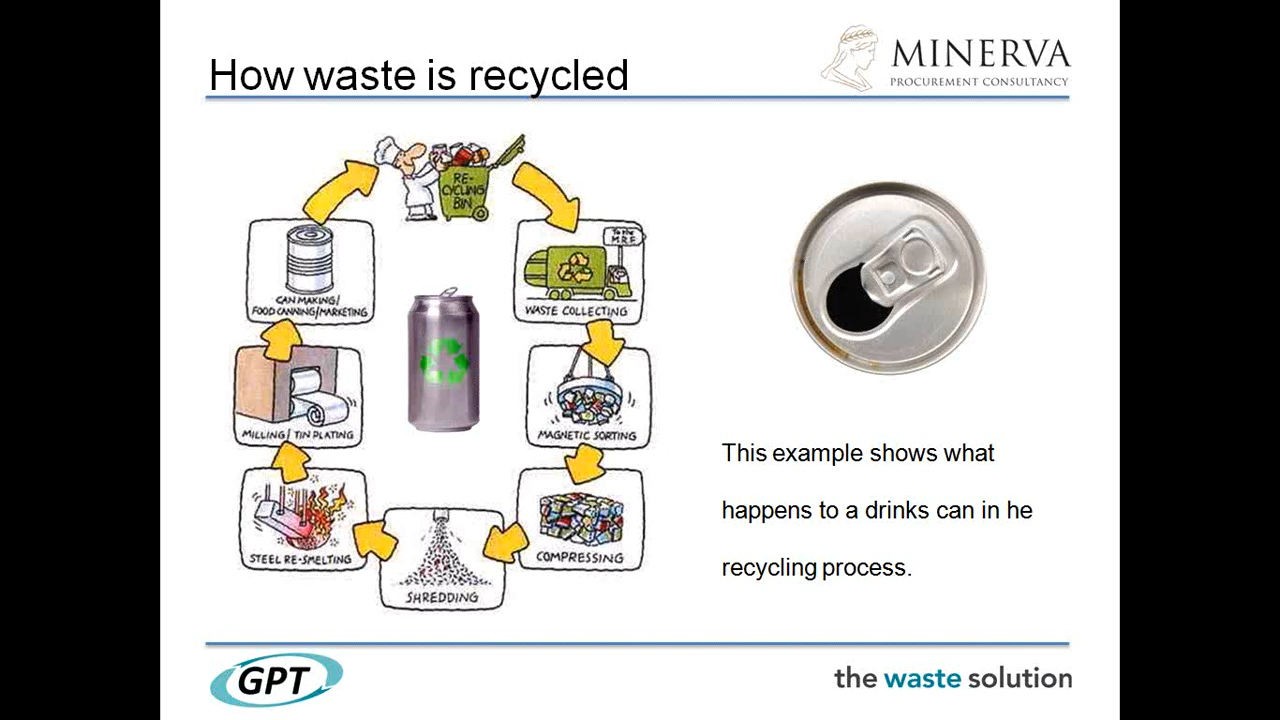 How waste is recycled
MINERVA
PROCUREMENT CONSULTANCY
RE-
CYCLING
BIN
To the
M.R.F
WASTE COLLECTING
MAGNETIC SORTING
COMPRESSING
SHREDDING
STEEL RE-SMELTING
MILLING/ TIN PLATING
CAN MAKING/
FOOD CANNING/MARKETING
This example shows what
happens to a drinks can in he
recycling process.
GPT
the waste solution